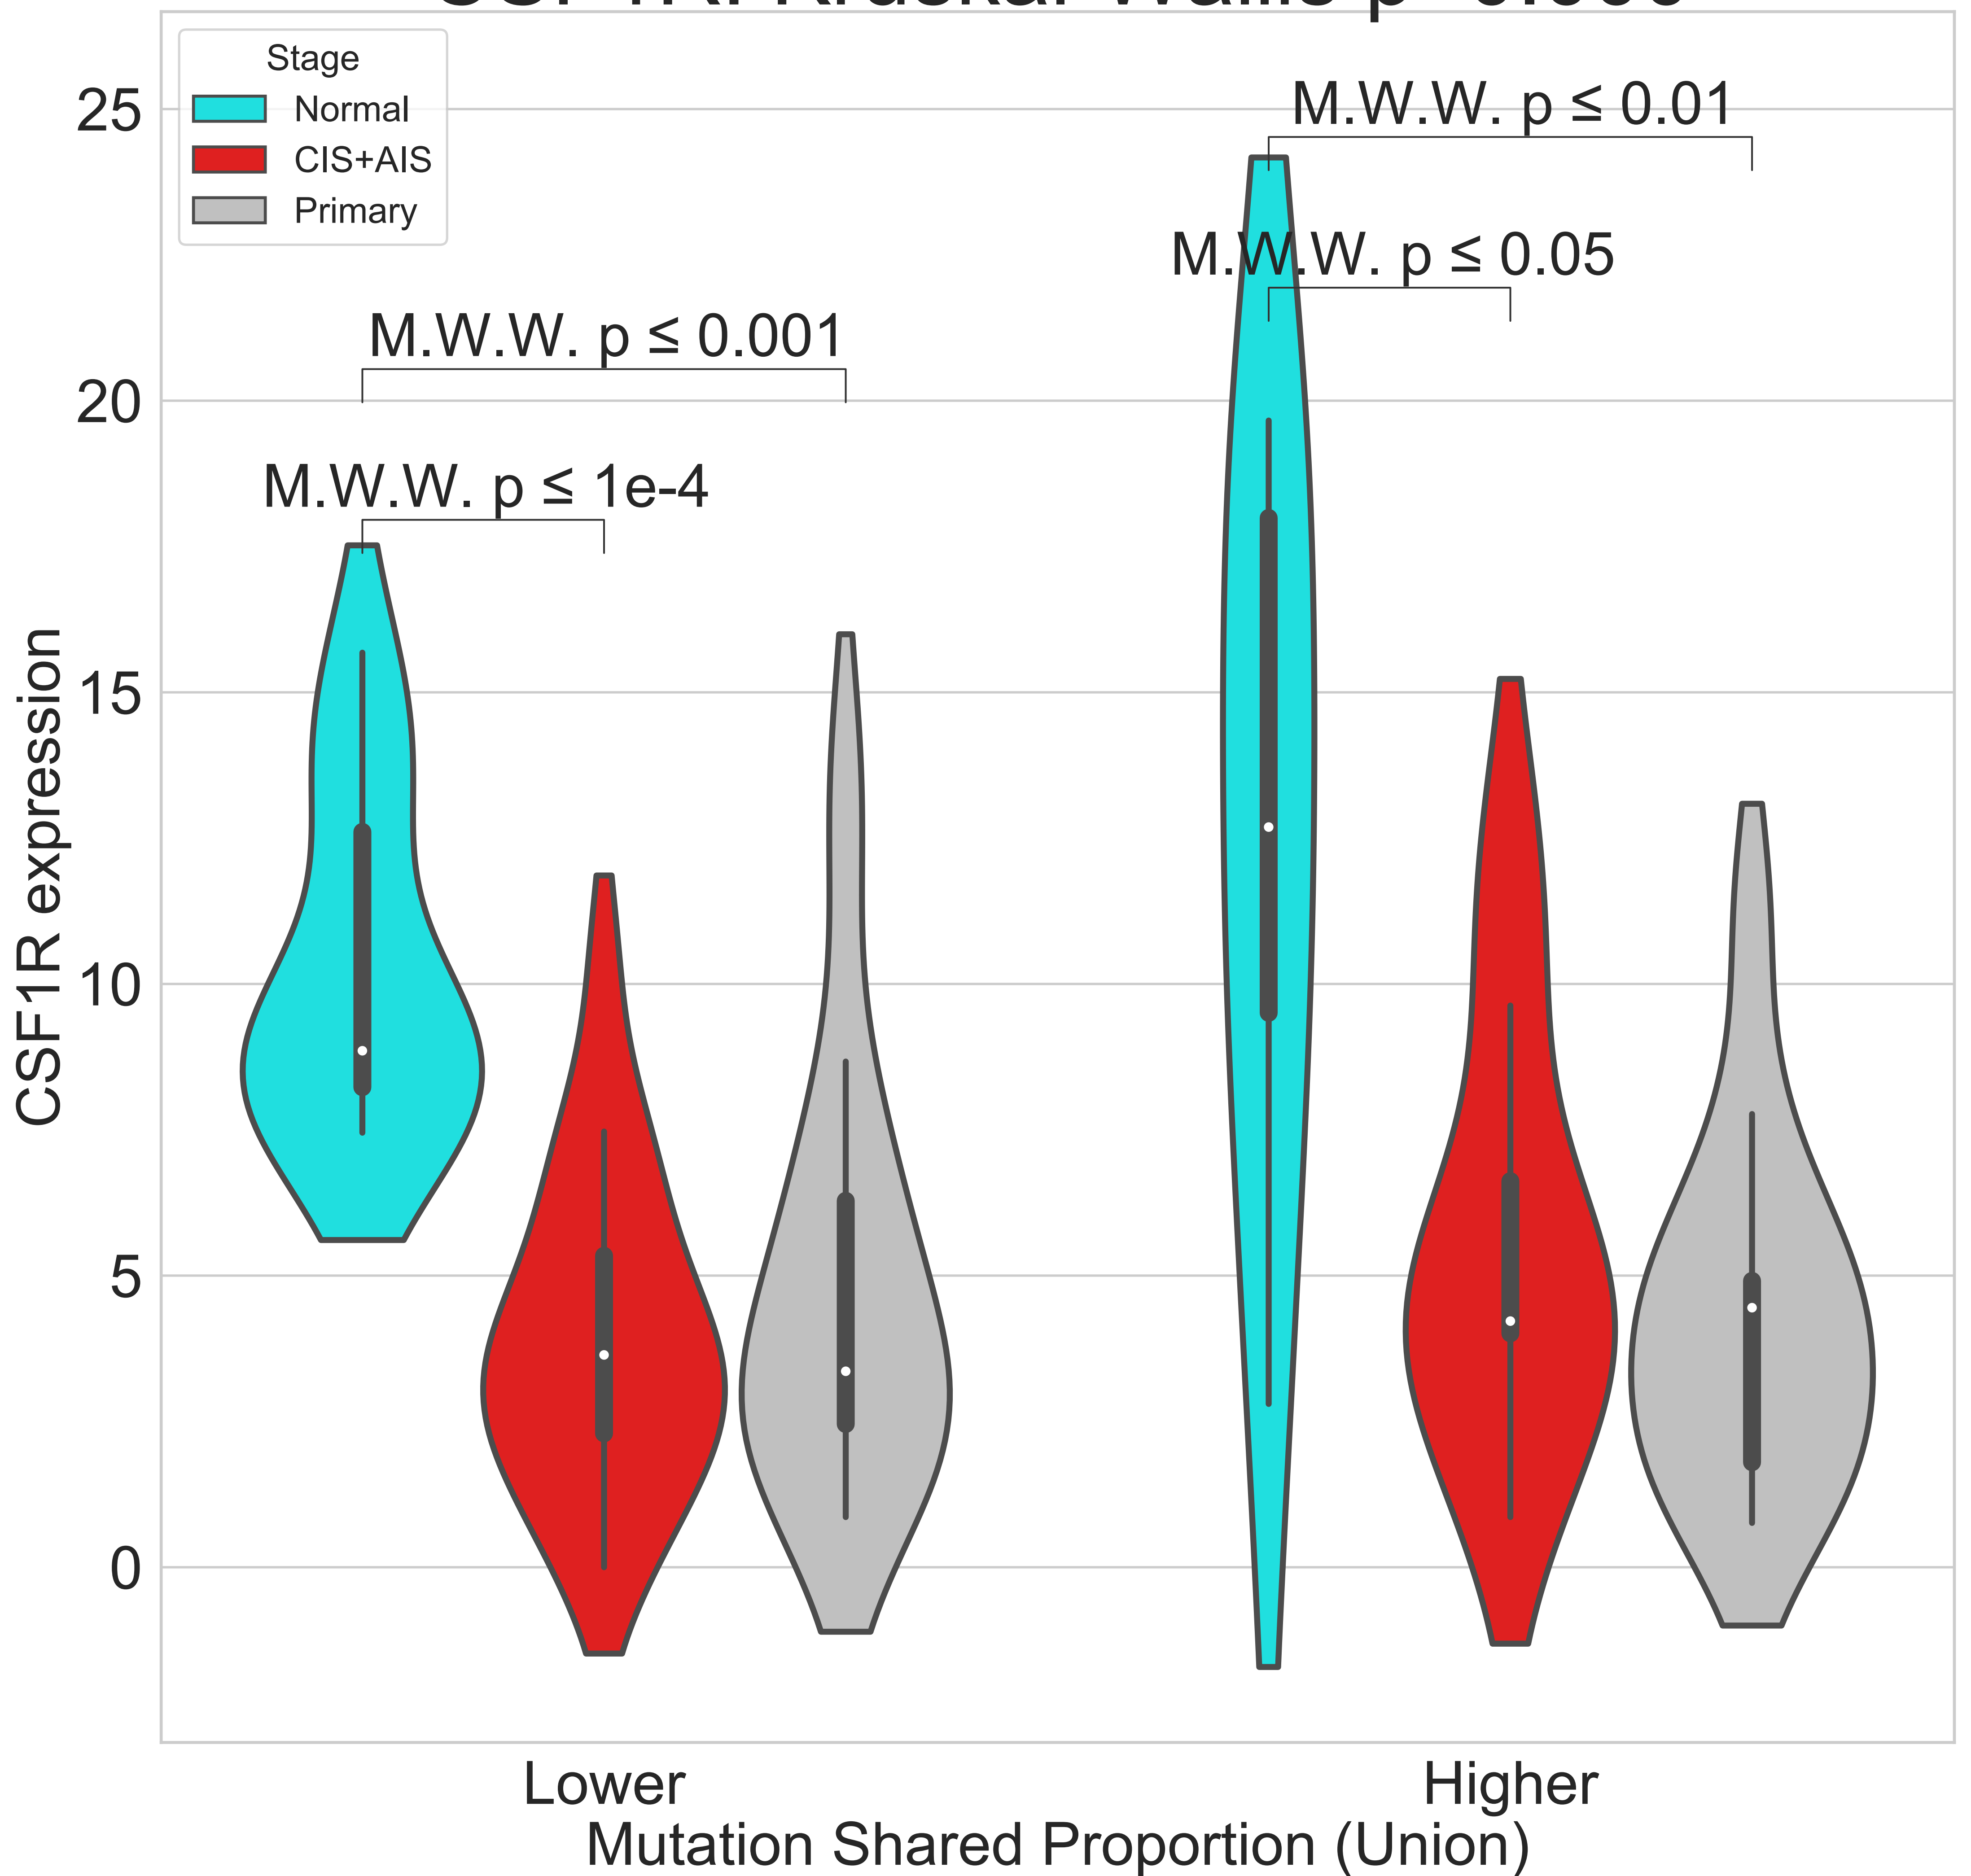 Stage
Normal
CIS+AIS
Primary
M.W.W. p ≤ 0.01
M.W.W. p ≤ 0.05
M.W.W. p ≤ 0.001
M.W.W. p ≤ 1e-4
25
20
15
10
5
0
CSF1R expression
Lower
Higher
Mutation Shared Proportion (Union)